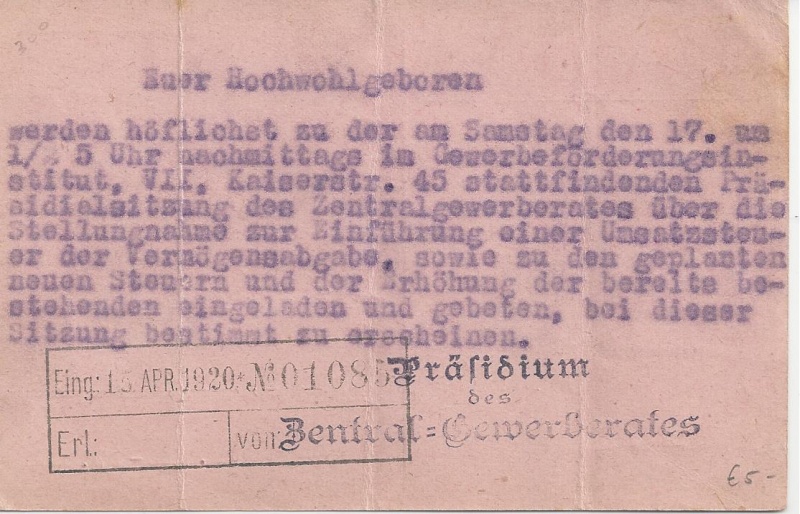 300
Euer Hochwohlgeboren
werden höflichst zu der am Samstag den 17. um
1/2 5 Uhr nachmittags im Gewerbeförderungsin-
stitut, VII, Kaiserstr. 45 stattfindenden Prä-
sidialsitzung des Zentralgewerberates über die
Stellungnahme zur Einführung einer Umsatzsteu-
er der Vermögensabgabe, sowie zu den geplanten
neuen Steuern und der Erhöhung der bereits be-
stehenden eingeladen und gebeten, bei dieser
Sitzung bestimmt zu erscheinen.
Eing: 15. APR. 1920 * № 01085
Erl.: von:
Präsidium
des
Zentral-Gewerberates
€5-